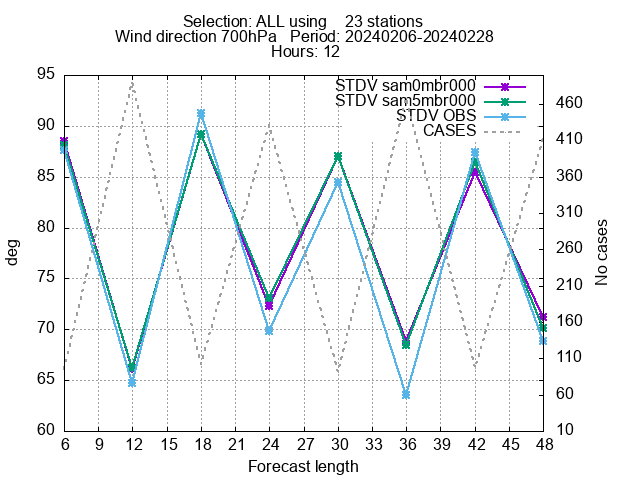 Selection: ALL using    23 stations
Wind direction 700hPa   Period: 20240206-20240228
Hours: 12
STDV sam0mbr000
STDV sam5mbr000
STDV OBS
CASES
95
90
85
80
75
70
65
60
deg
460
410
360
310
260
210
160
110
60
10
No cases
6 9 12 15 18 21 24 27 30 33 36 39 42 45 48
Forecast length